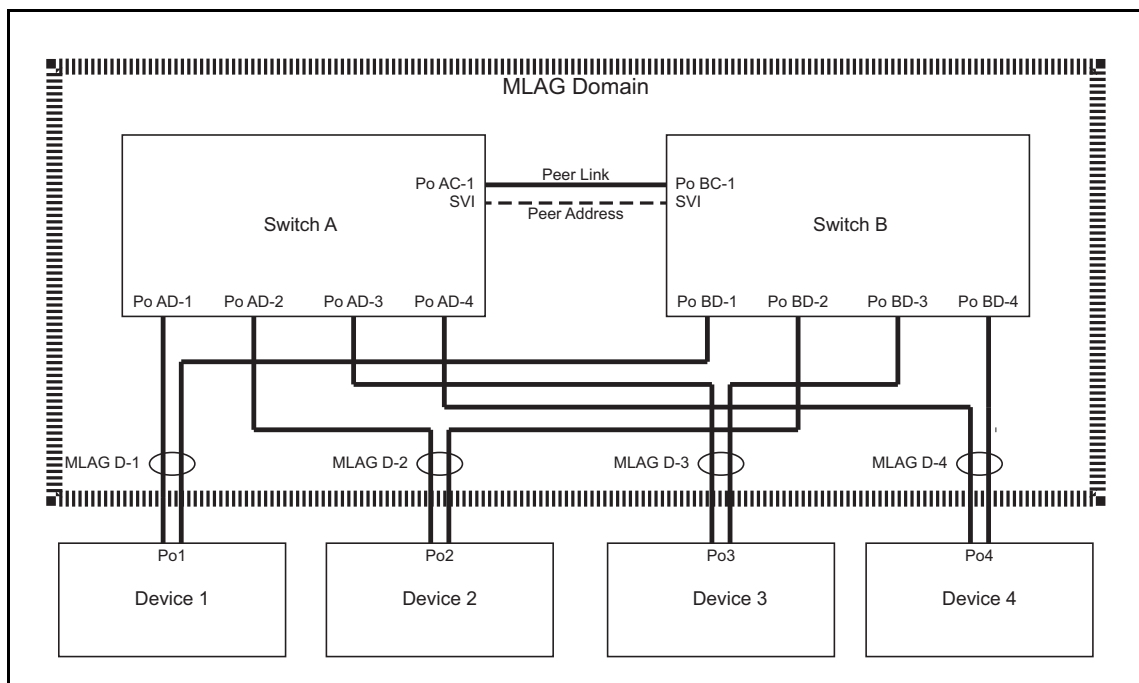 MLAG Domain
Po AC-1
Peer Link
Po BC-1
SVI
Peer Address
SVI
Switch A
Switch B
Po AD-1
Po AD-2
Po AD-3
Po AD-4
Po BD-1
Po BD-2
Po BD-3
Po BD-4
MLAG D-1
MLAG D-2
MLAG D-3
MLAG D-4
Po1
Po2
Po3
Po4
Device 1
Device 2
Device 3
Device 4